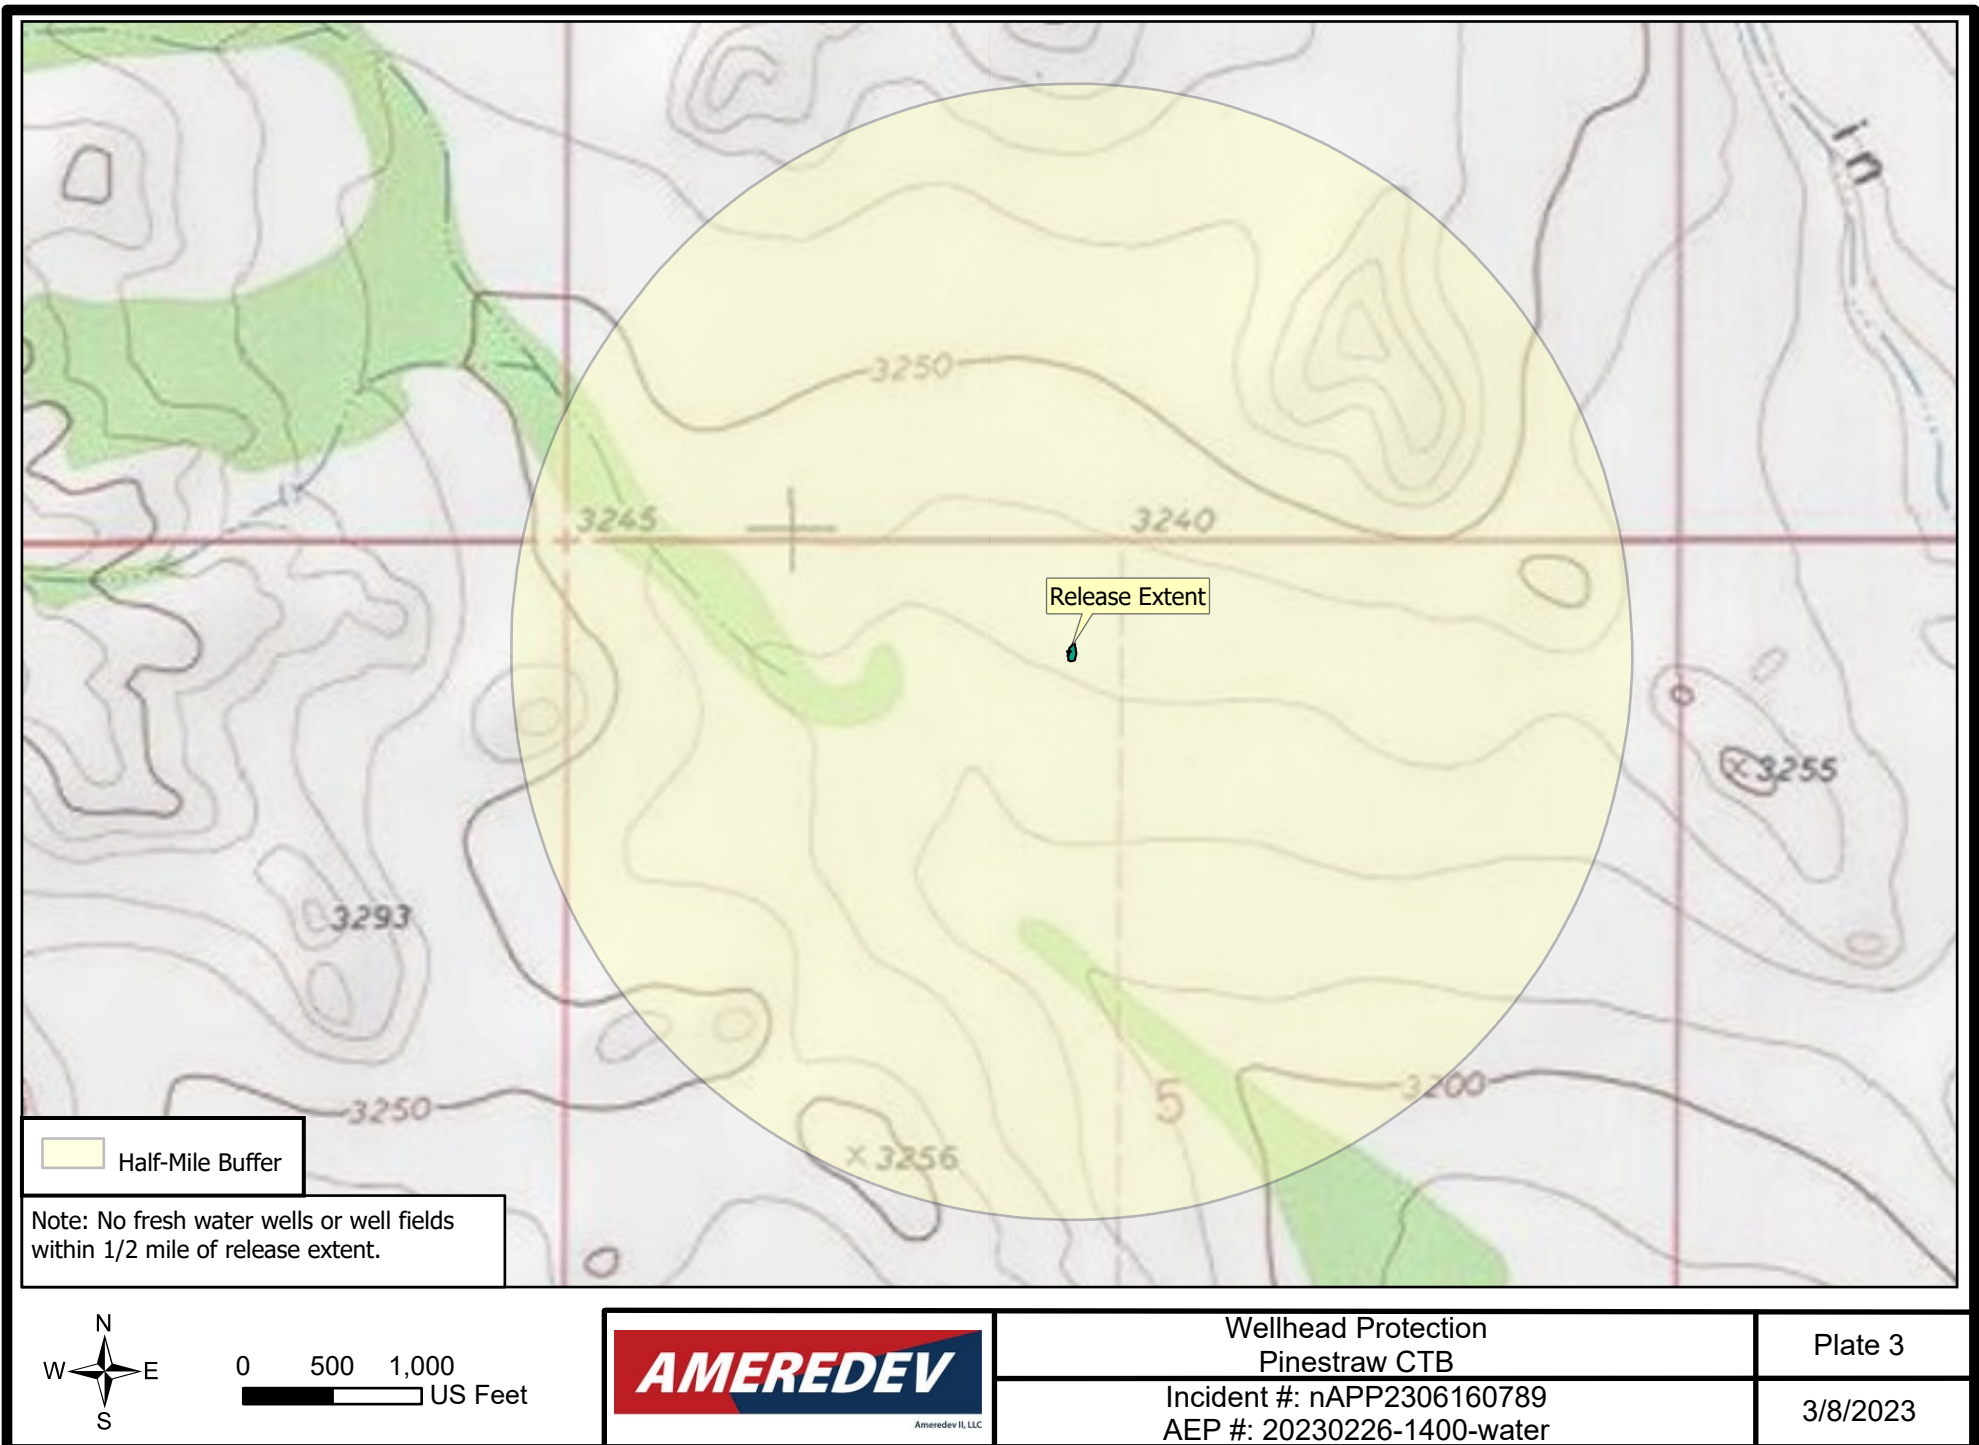 in
3250
3245
3240
Release Extent
3255
3293
3250
5
3200
3256
Half-Mile Buffer
Note: No fresh water wells or well fields
within 1/2 mile of release extent.
N
W
E
S
0 500 1,000
US Feet
AMEREDEV
Ameredev II, LLC
Wellhead Protection
Pinestraw CTB
Incident #: nAPP2306160789
AEP #: 20230226-1400-water
Plate 3
3/8/2023